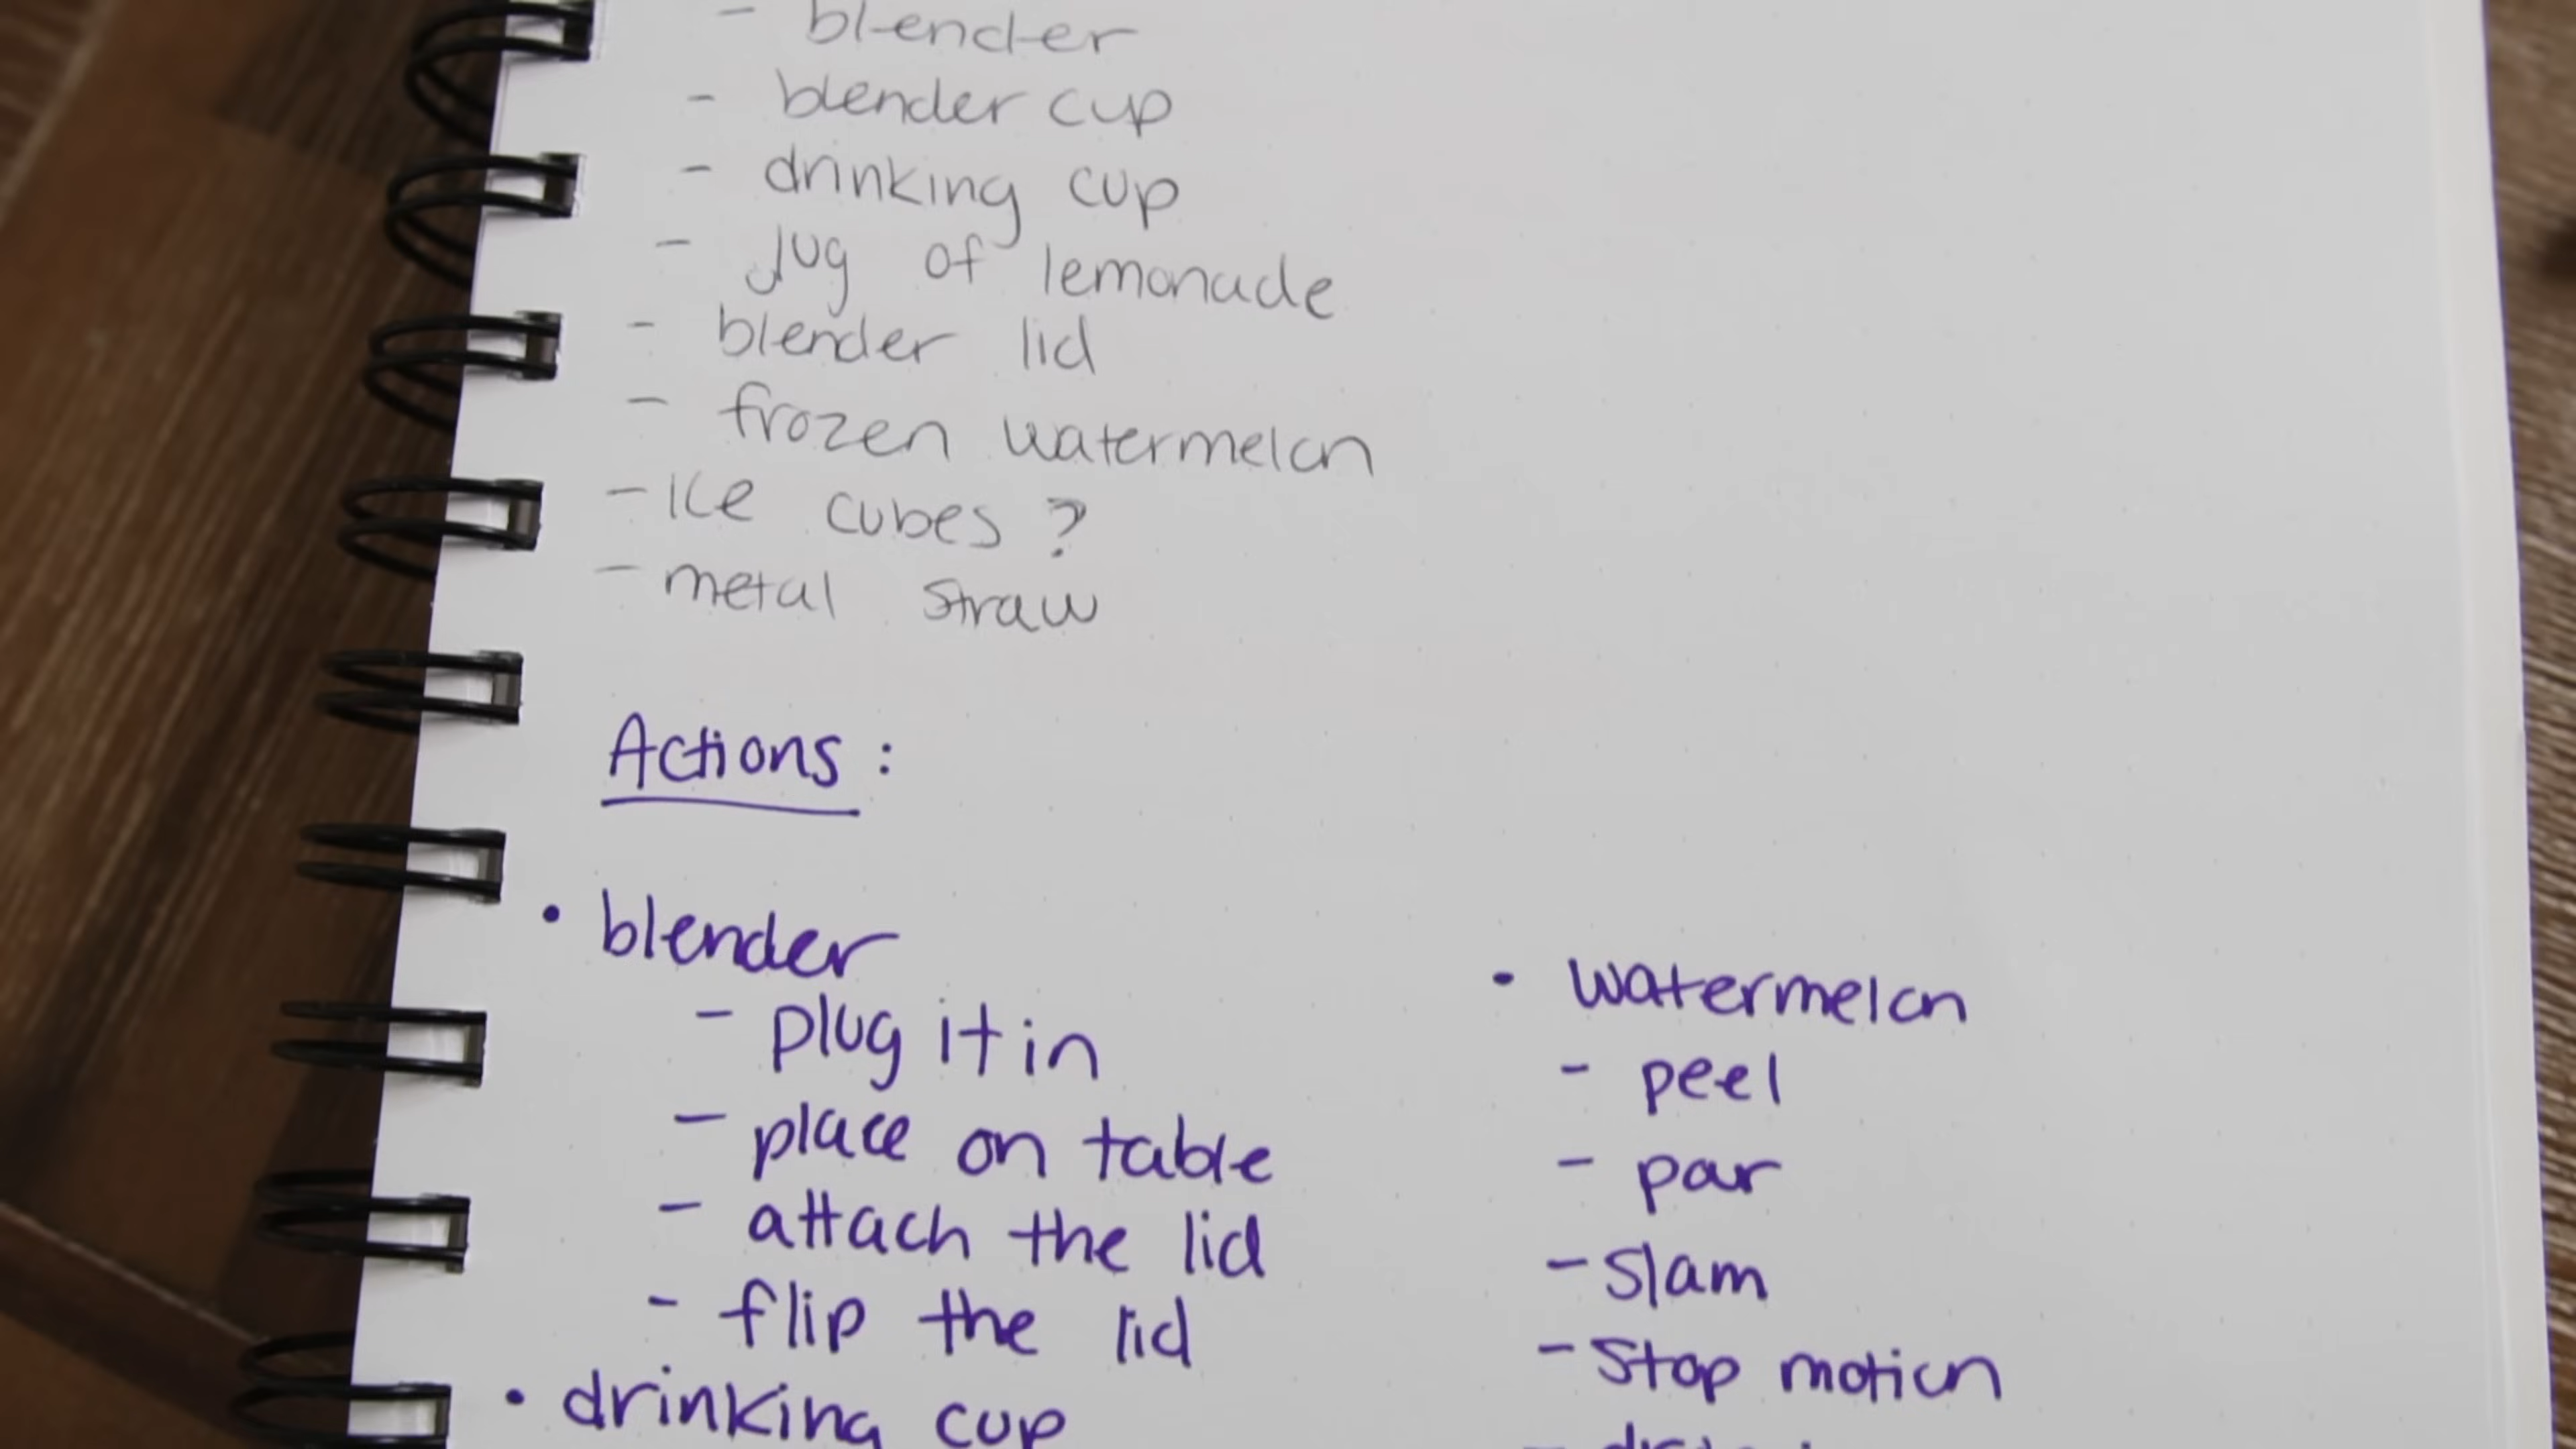 - blender
- blender cup
- drinking cup
- Jug of lemonade
- blender lid
- frozen watermelon
- Ice cubes ?
- metal straw
Actions :
• blender
- plug it in
- place on table
- attach the lid
- flip the lid
• drinking cup
• watermelon
- peel
- pour
- Slam
- Stop motion